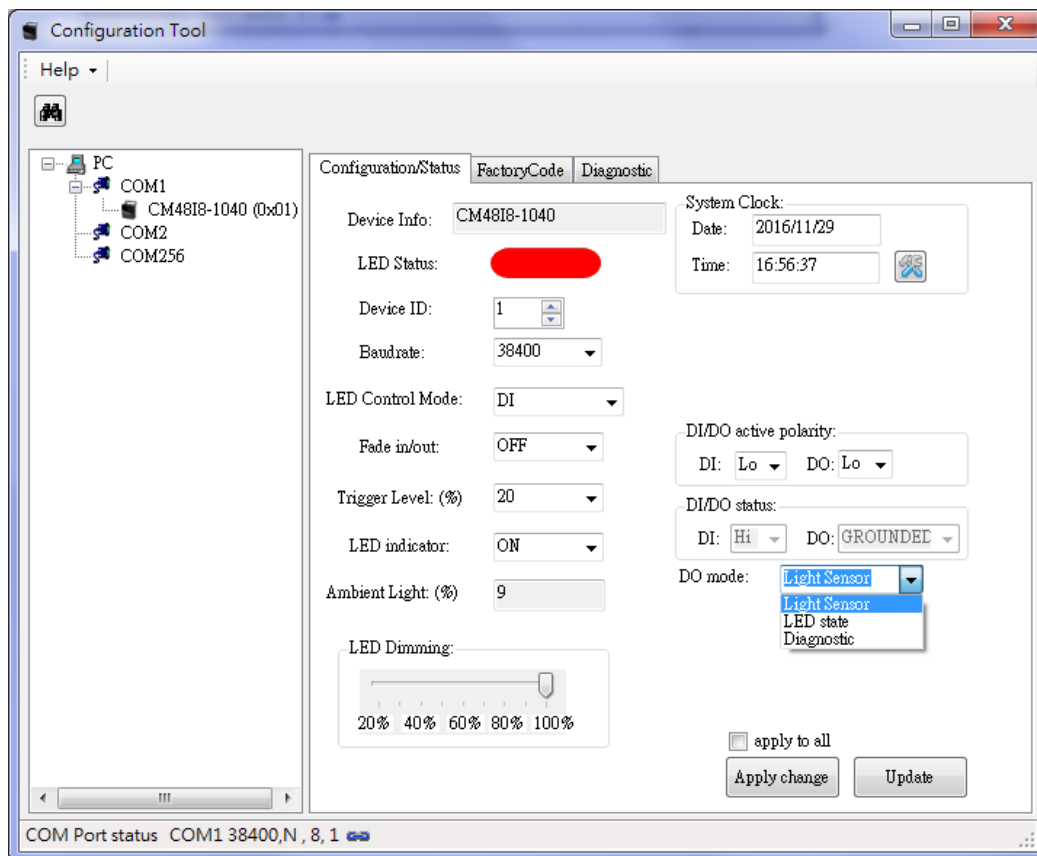 Configuration Tool
Help
PC
COM1
CM48I8-1040 (0x01)
COM2
COM256
Configuration/Status
FactoryCode
Diagnostic
Device Info: CM48I8-1040
LED Status:
Device ID: 1
Baudrate: 38400
LED Control Mode: DI
Fade in/out: OFF
Trigger Level: (%) 20
LED indicator: ON
Ambient Light: (%) 9
LED Dimming:
20% 40% 60% 80% 100%
System Clock:
Date: 2016/11/29
Time: 16:56:37
DI/DO active polarity:
DI: Lo DO: Lo
DI/DO status:
DI: Hi DO: GROUNDED
DO mode: Light Sensor
Light Sensor
LED state
Diagnostic
apply to all
Apply change
Update
COM Port status COM1 38400,N , 8, 1